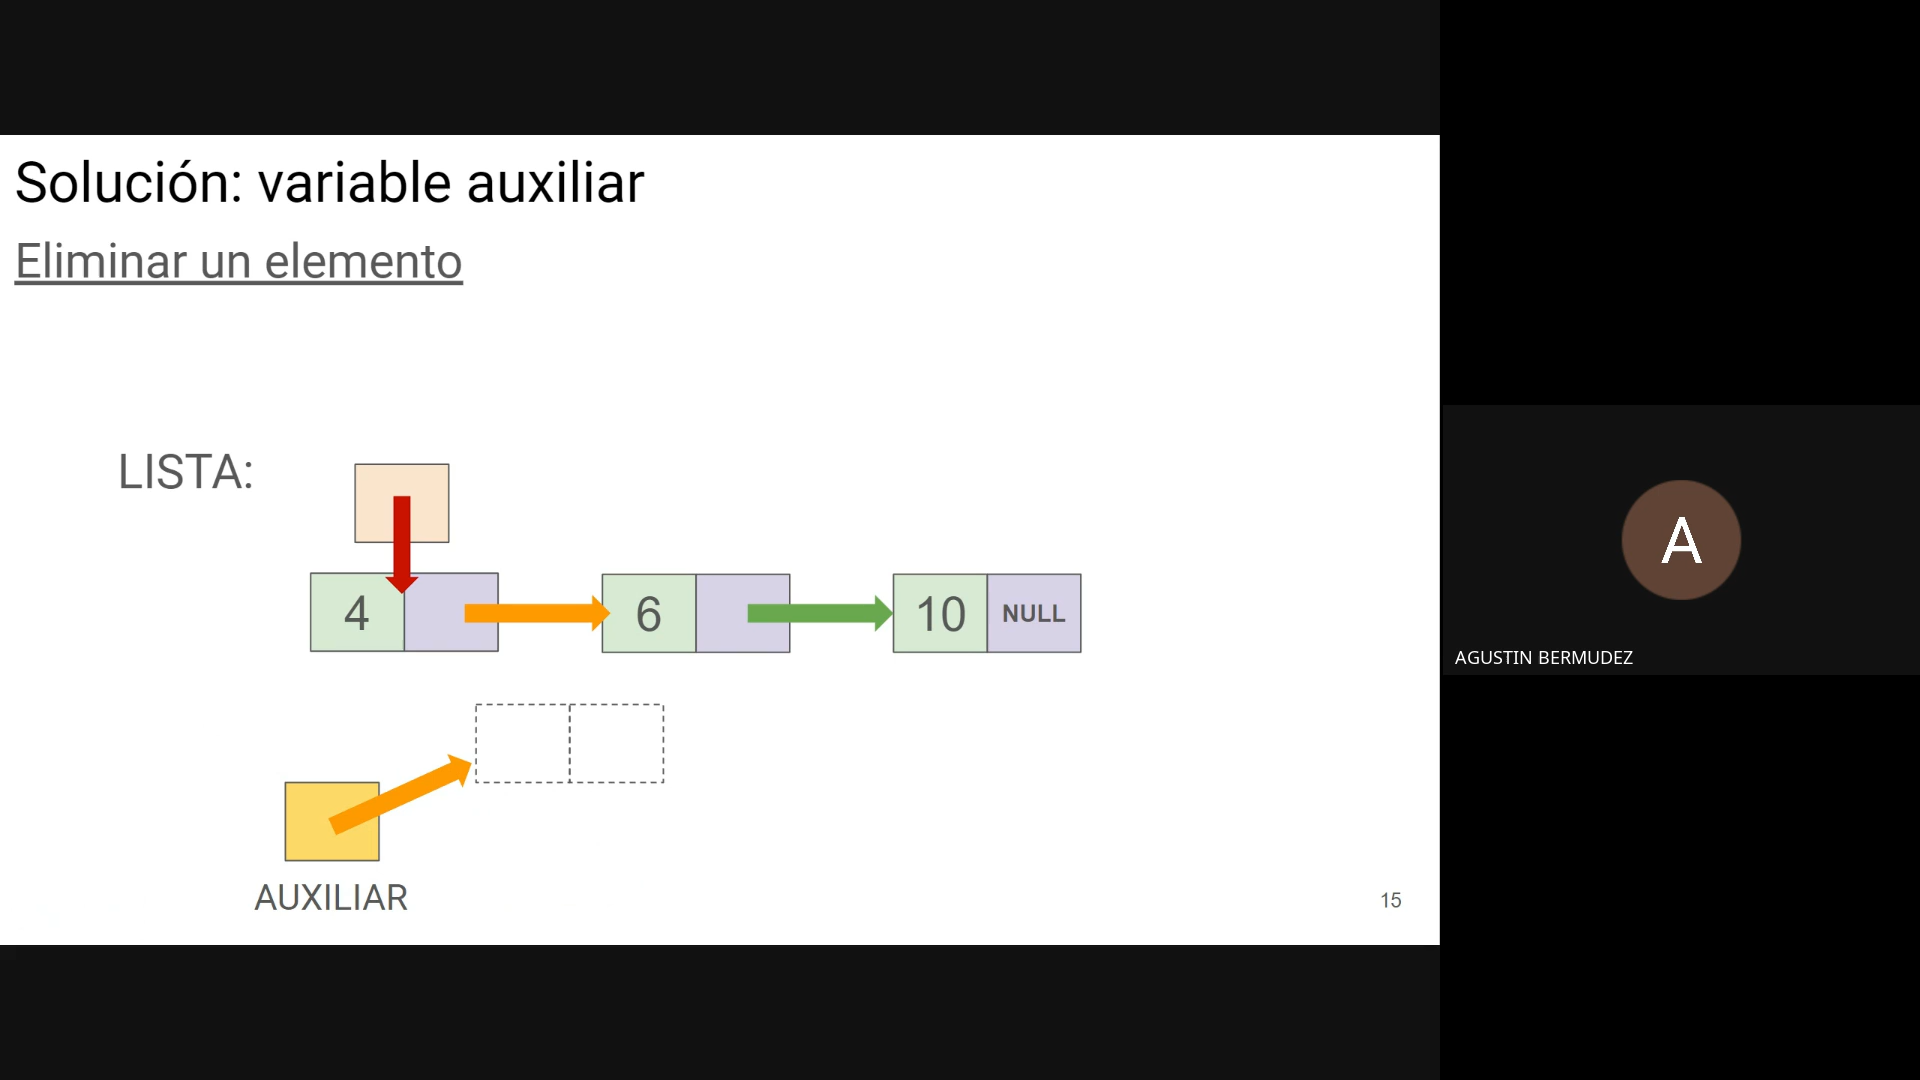 Solución: variable auxiliar
Eliminar un elemento
LISTA:
4
6
10
NULL
AUXILIAR
15
A
AGUSTIN BERMUDEZ